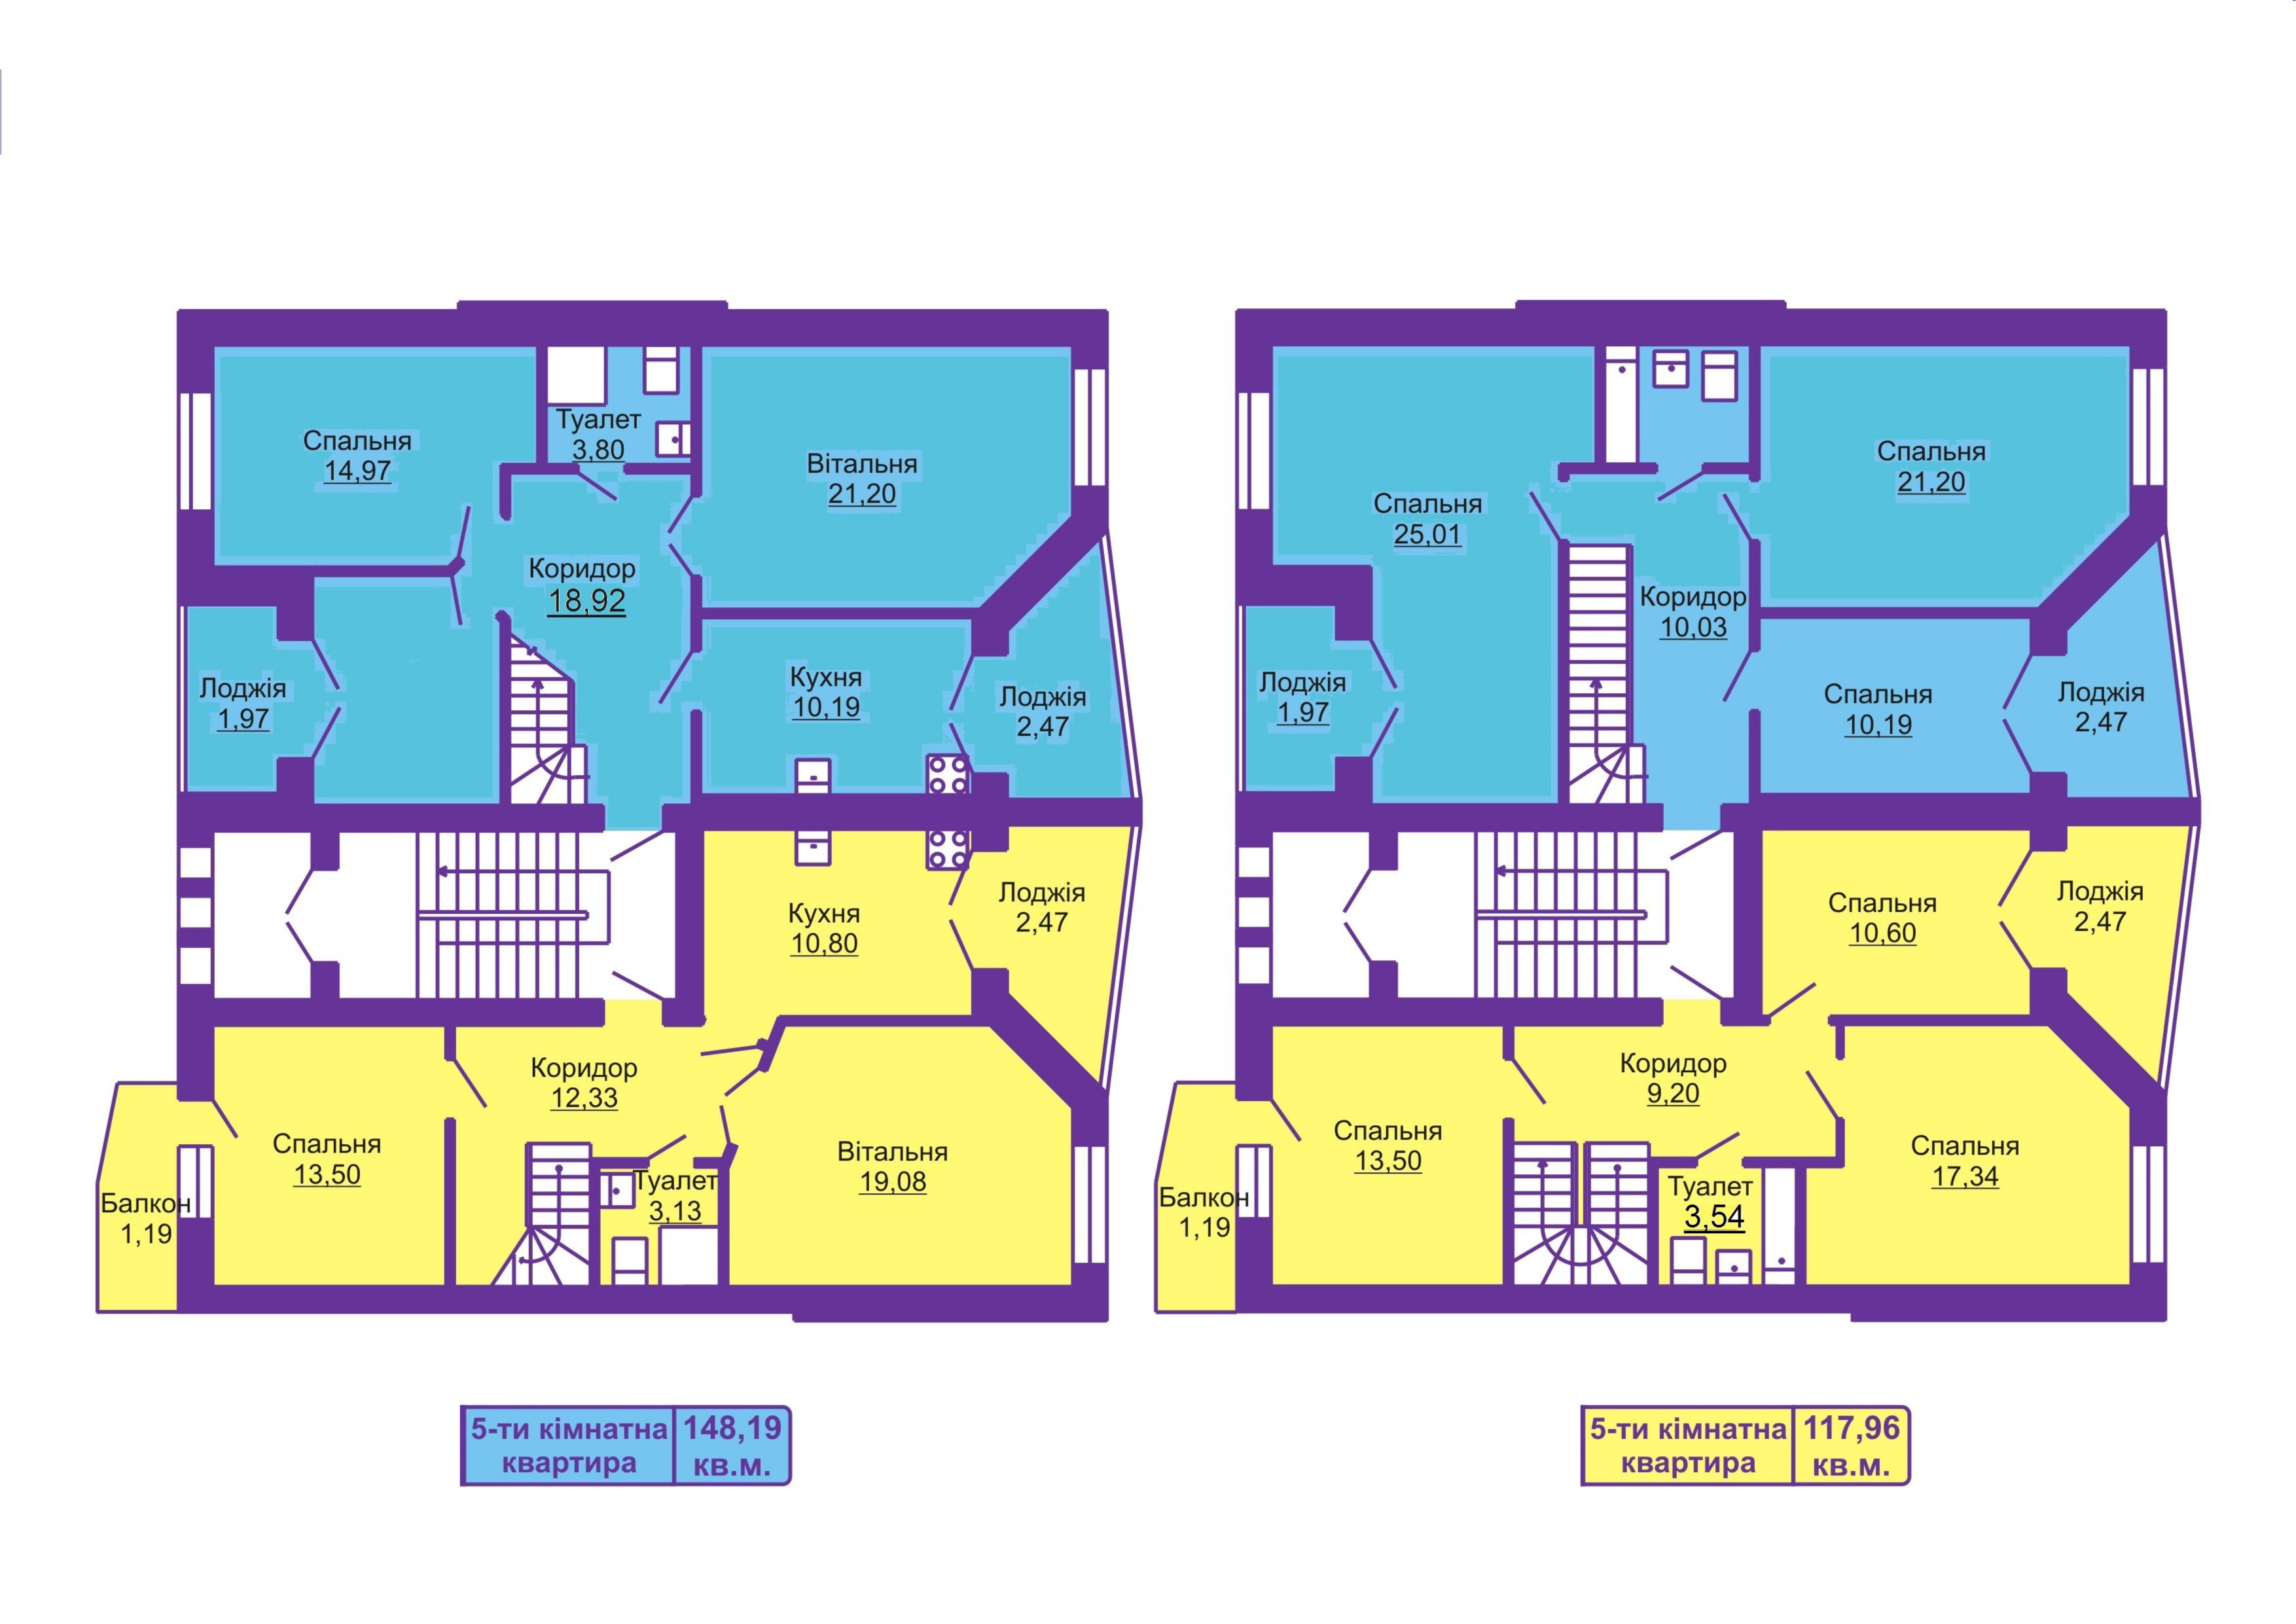 Спальня
14,97
Туалет
3,80
Вітальня
21,20
Коридор
18,92
Лоджія
1,97
Кухня
10,19
Лоджія
2,47
Кухня
10,80
Лоджія
2,47
Коридор
12,33
Спальня
13,50
Балкон
1,19
Туалет
3,13
Вітальня
19,08
Спальня
25,01
Спальня
21,20
Коридор
10,03
Лоджія
1,97
Спальня
10,19
Лоджія
2,47
Спальня
10,60
Лоджія
2,47
Коридор
9,20
Спальня
13,50
Балкон
1,19
Туалет
3,54
Спальня
17,34
5-ти кімнатна
квартира
148,19
кв.м.
5-ти кімнатна
квартира
117,96
кв.м.